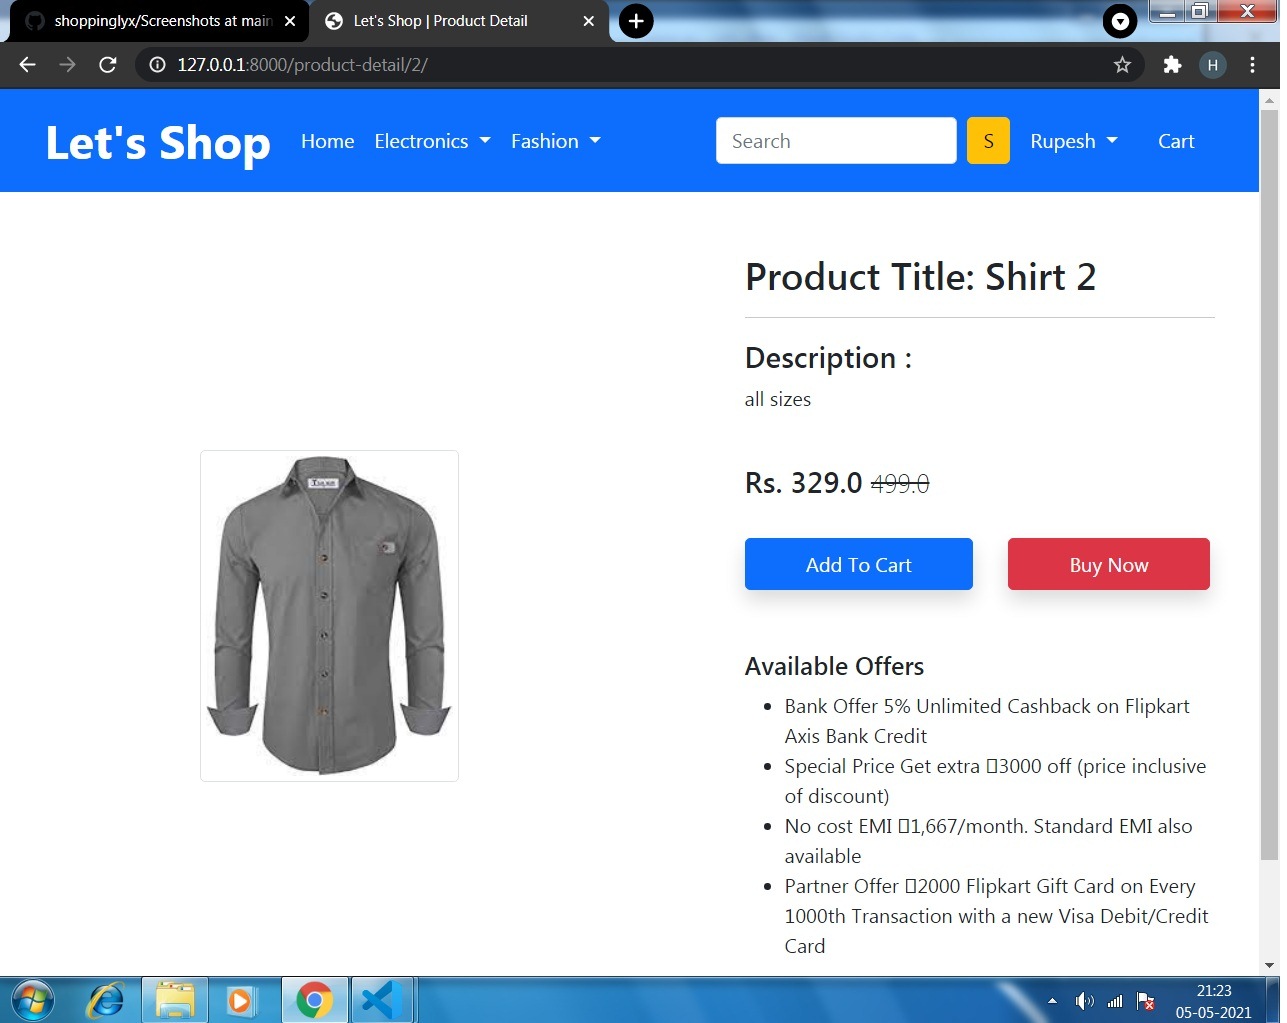 shoppinglyx/Screenshots at main
Let's Shop | Product Detail
127.0.0.1:8000/product-detail/2/
H
Let's Shop
Home
Electronics
Fashion
Search
S
Rupesh
Cart
Product Title: Shirt 2
Description :
all sizes
Rs. 329.0 499.0
Add To Cart
Buy Now
Available Offers
Bank Offer 5% Unlimited Cashback on Flipkart
Axis Bank Credit
Special Price Get extra ▯3000 off (price inclusive
of discount)
No cost EMI ▯1,667/month. Standard EMI also
available
Partner Offer ▯2000 Flipkart Gift Card on Every
1000th Transaction with a new Visa Debit/Credit
Card
21:23
05-05-2021